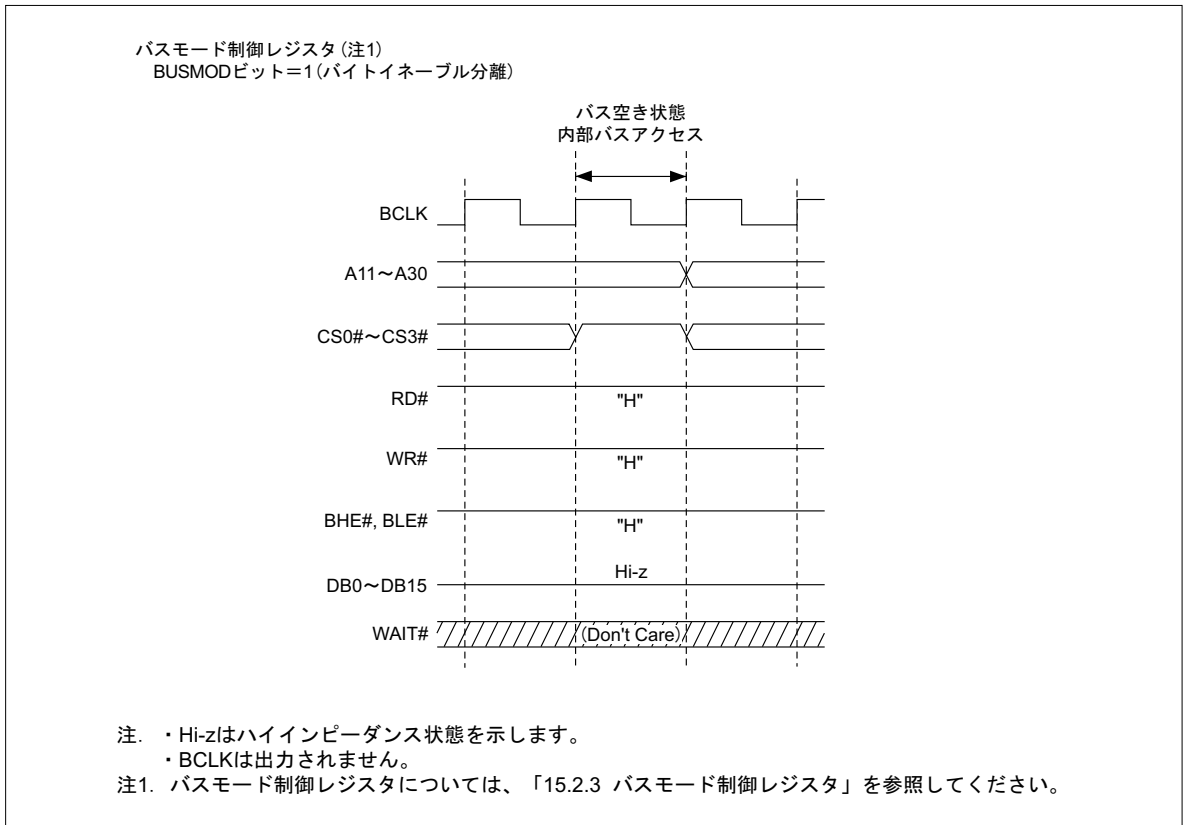 バスモード制御レジスタ(注1)
BUSMODビット＝1(バイトイネーブル分離)
バス空き状態
内部バスアクセス
BCLK
A11～A30
CS0#～CS3#
RD#
"H"
WR#
"H"
BHE#, BLE#
"H"
DB0～DB15
Hi-z
WAIT#
(Don't Care)
注. ・Hi-zはハイインピーダンス状態を示します。
・BCLKは出力されません。
注1. バスモード制御レジスタについては、「15.2.3 バスモード制御レジスタ」を参照してください。